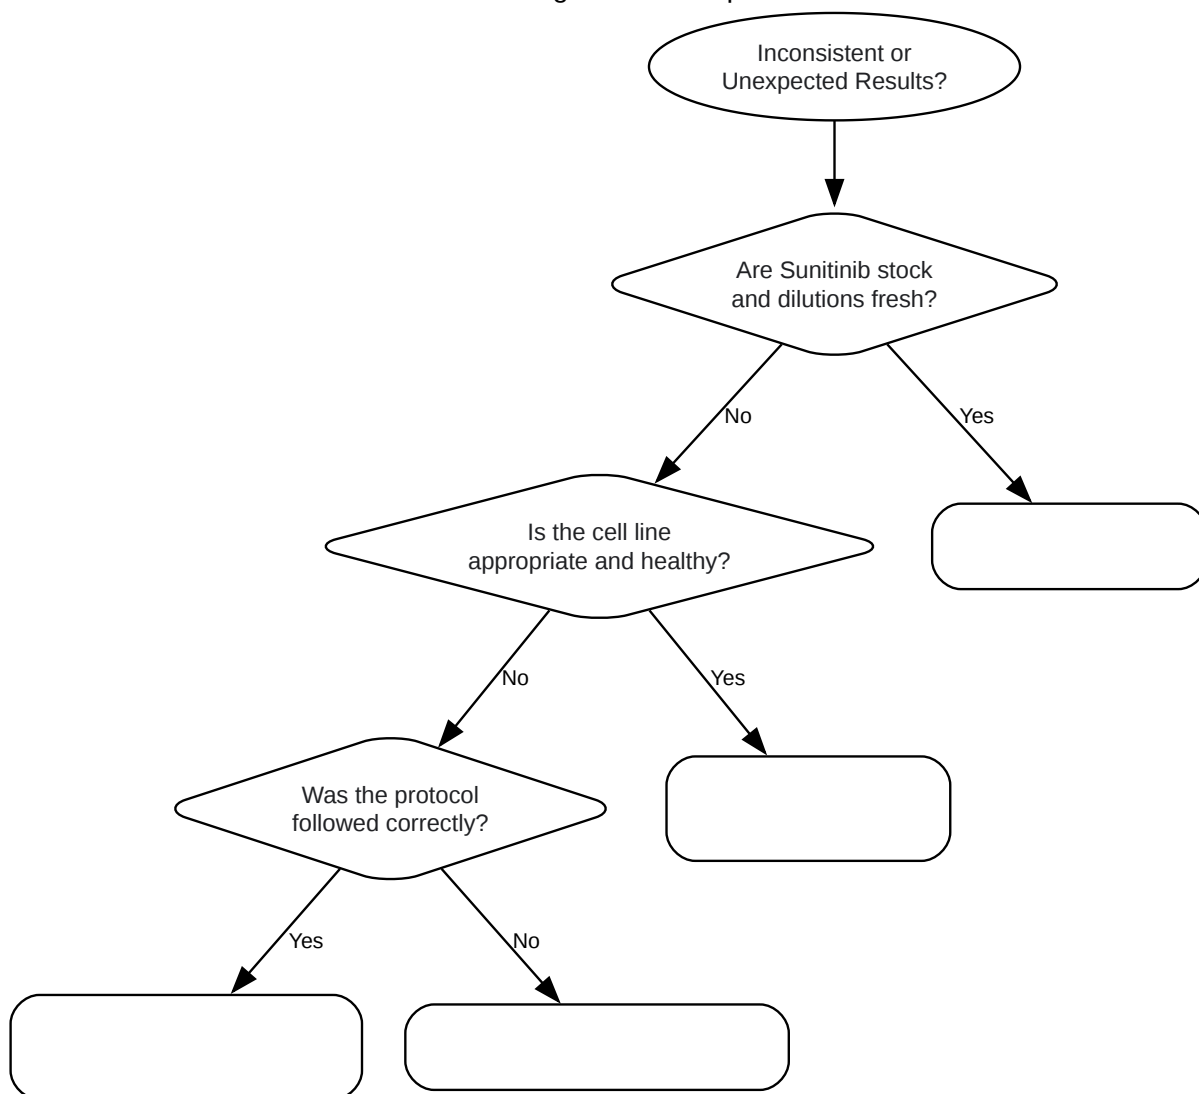 Inconsistent or
Unexpected Results?
Are Sunitinib stock
and dilutions fresh?
No
Yes
Is the cell line
appropriate and healthy?
No
Yes
Was the protocol
followed correctly?
Yes
No